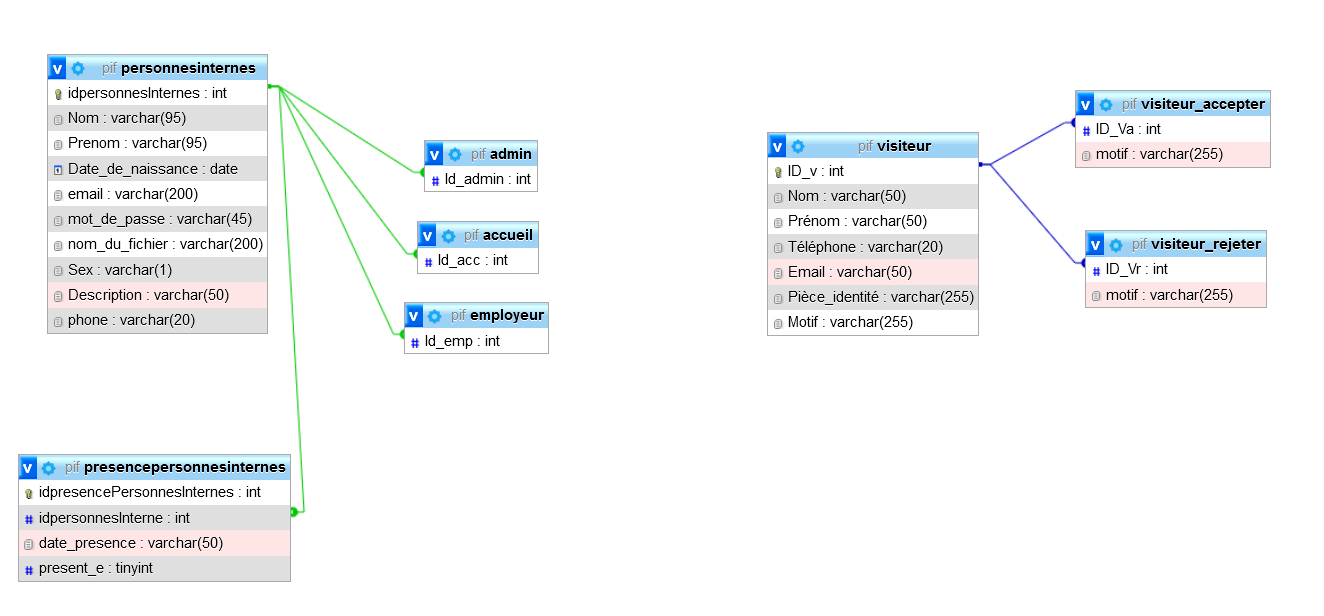 pif personnesinternes
idpersonnesInternes : int
Nom : varchar(95)
Prenom : varchar(95)
Date_de_naissance : date
email : varchar(200)
mot_de_passe : varchar(45)
nom_du_fichier : varchar(200)
Sex : varchar(1)
Description : varchar(50)
phone : varchar(20)
v pif admin
# Id_admin : int
v pif accueil
# Id_acc : int
v pif employeur
# Id_emp : int
v pif presencepersonnesinternes
idpresencePersonnesInternes : int
# idpersonnesInterne : int
date_presence : varchar(50)
# present_e : tinyint
v pif visiteur
ID_v : int
Nom : varchar(50)
Prénom : varchar(50)
Téléphone : varchar(20)
Email : varchar(50)
Pièce_identité : varchar(255)
Motif : varchar(255)
v pif visiteur_accepter
# ID_Va : int
motif : varchar(255)
v pif visiteur_rejeter
# ID_Vr : int
motif : varchar(255)